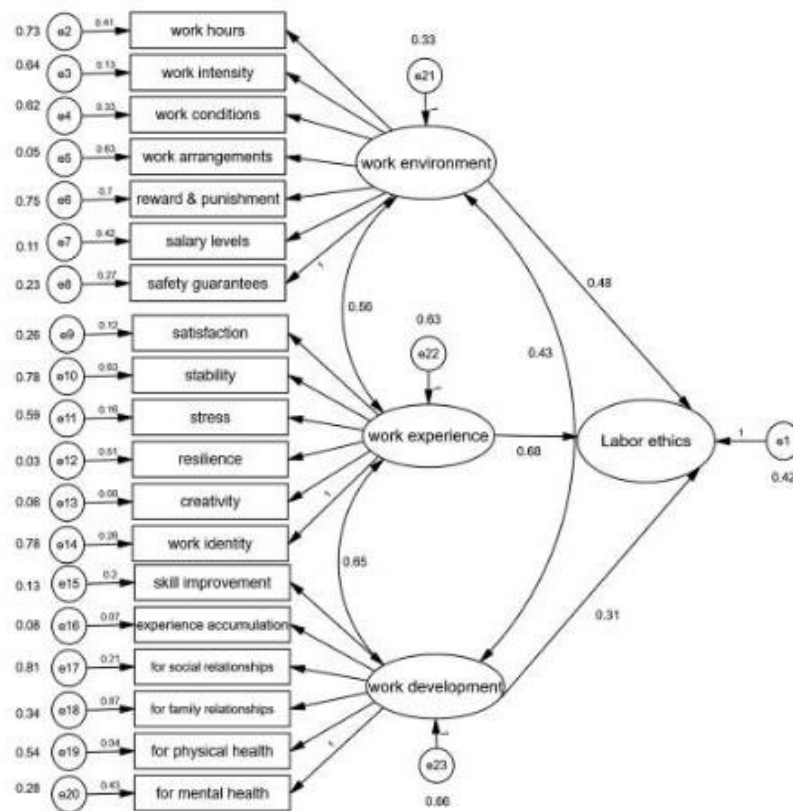 0.73 e2 0.41 work hours
0.64 e3 0.13 work intensity
0.62 e4 0.33 work conditions
0.05 e5 0.63 work arrangements
0.75 e6 0.7 reward & punishment
0.11 e7 0.42 salary levels
0.23 e8 0.27 safety guarantees
0.33
e21
1
work environment
1
0.26 e9 0.12 satisfaction
0.78 e10 0.63 stability
0.59 e11 0.16 stress
0.03 e12 0.51 resilience
0.08 e13 0.08 creativity
0.78 e14 0.26 work identity
0.56
0.63
e22
1
work experience
1
0.48
0.43
0.68
Labor ethics
1
e1
0.42
0.13 e15 0.2 skill improvement
0.08 e16 0.07 experience accumulation
0.81 e17 0.21 for social relationships
0.34 e18 0.87 for family relationships
0.54 e19 0.04 for physical health
0.28 e20 0.43 for mental health
0.65
0.31
work development
1
1
e23
0.66